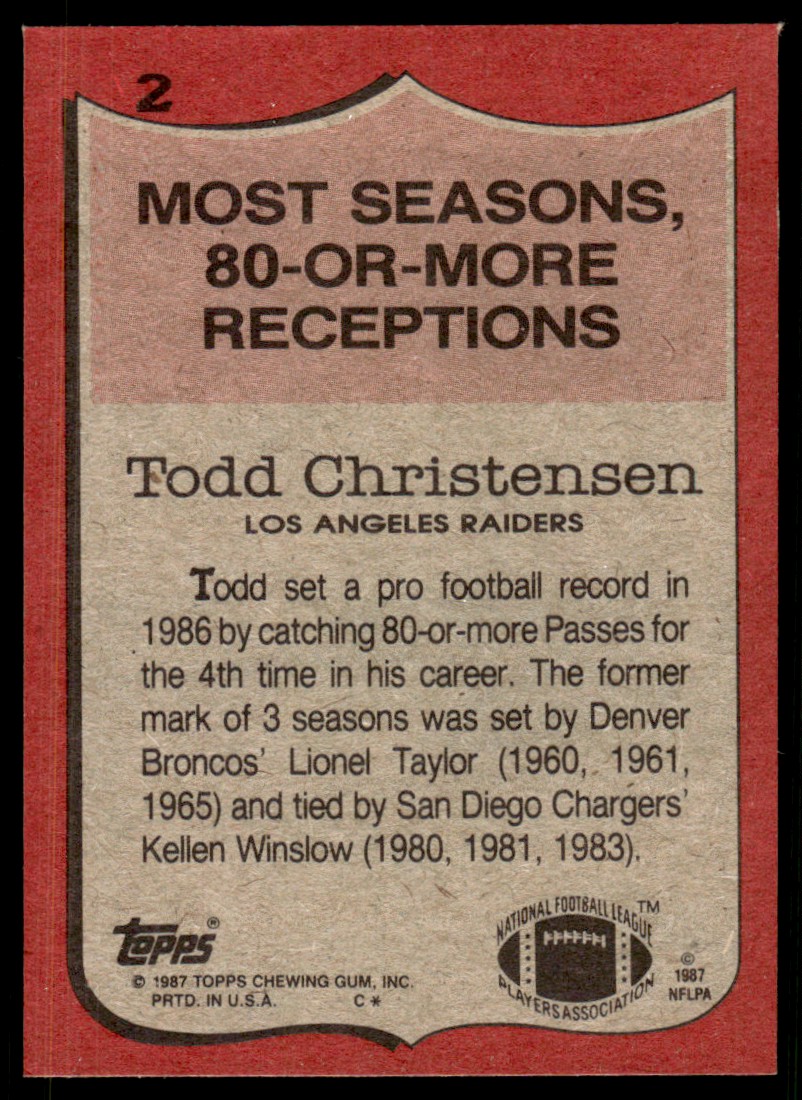 2
MOST SEASONS,
80-OR-MORE
RECEPTIONS
Todd Christensen
LOS ANGELES RAIDERS
Todd set a pro football record in
1986 by catching 80-or-more Passes for
the 4th time in his career. The former
mark of 3 seasons was set by Denver
Broncos' Lionel Taylor (1960, 1961,
1965) and tied by San Diego Chargers'
Kellen Winslow (1980, 1981, 1983).
topps®
© 1987 TOPPS CHEWING GUM, INC.
PRTD. IN U.S.A. C*
NATIONAL FOOTBALL LEAGUE™
PLAYERS ASSOCIATION
©
1987
NFLPA